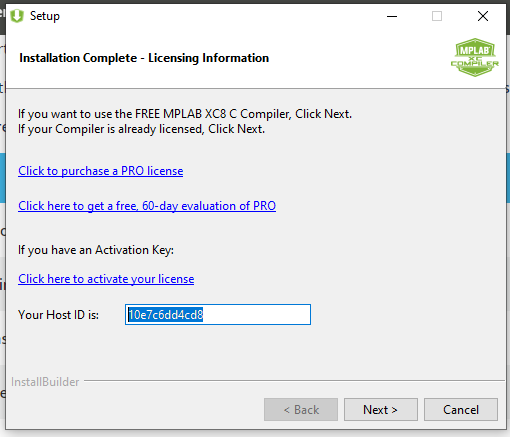 Setup
Installation Complete - Licensing Information
MPLAB
XC
COMPILER
If you want to use the FREE MPLAB XC8 C Compiler, Click Next.
If your Compiler is already licensed, Click Next.
Click to purchase a PRO license
Click here to get a free, 60-day evaluation of PRO
If you have an Activation Key:
Click here to activate your license
Your Host ID is: 10e7c6dd4cd8
InstallBuilder
< Back Next > Cancel